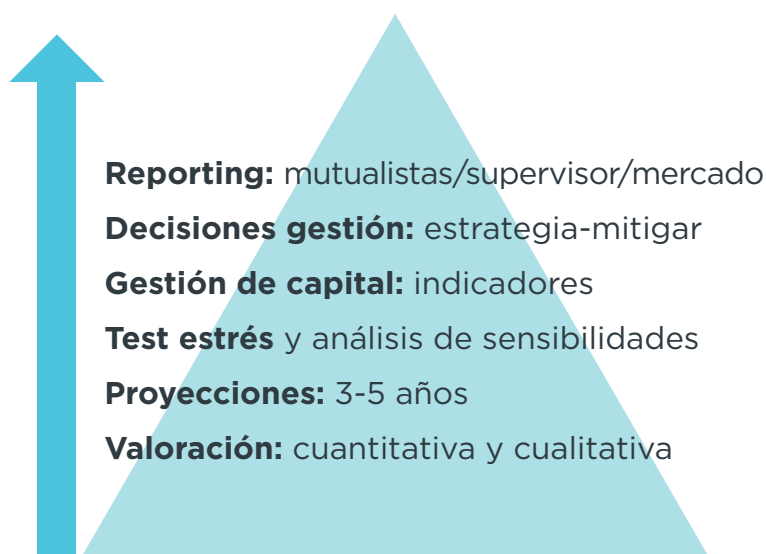 Reporting: mutualistas/supervisor/mercado
Decisiones gestión: estrategia-mitigar
Gestión de capital: indicadores
Test estrés y análisis de sensibilidades
Proyecciones: 3-5 años
Valoración: cuantitativa y cualitativa